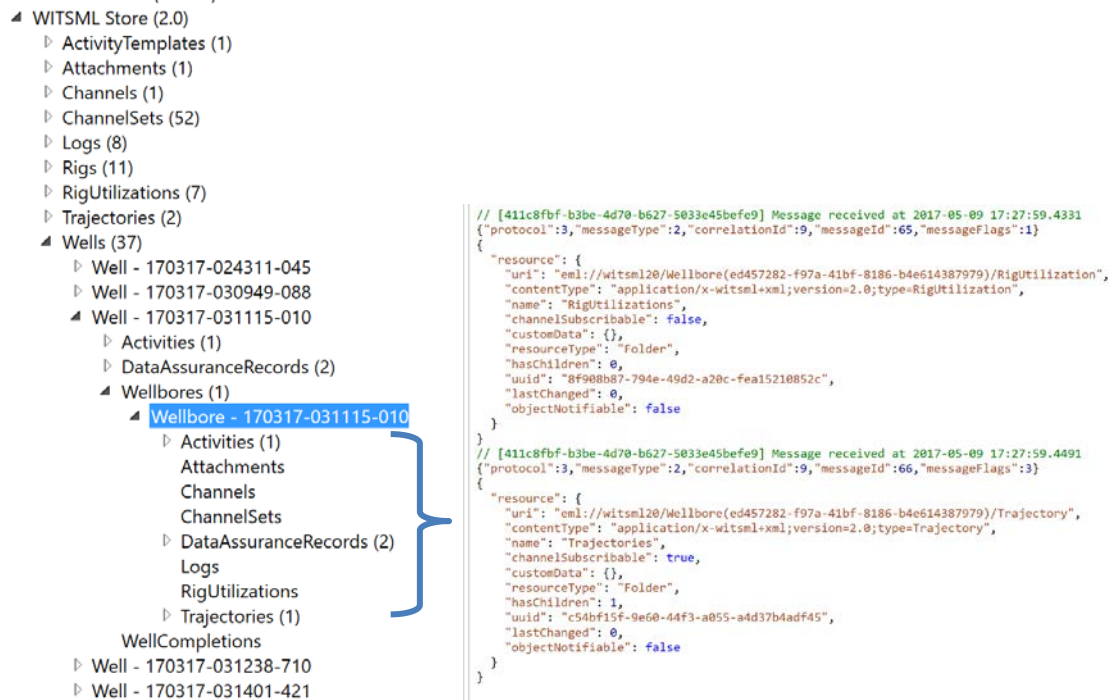 WITSML Store (2.0)
ActivityTemplates (1)
Attachments (1)
Channels (1)
ChannelSets (52)
Logs (8)
Rigs (11)
RigUtilizations (7)
Trajectories (2)
Wells (37)
Well - 170317-024311-045
Well - 170317-030949-088
Well - 170317-031115-010
Activities (1)
DataAssuranceRecords (2)
Wellbores (1)
Wellbore - 170317-031115-010
Activities (1)
Attachments
Channels
ChannelSets
DataAssuranceRecords (2)
Logs
RigUtilizations
Trajectories (1)
WellCompletions
Well - 170317-031238-710
Well - 170317-031401-421
// [411c8fbf-b3be-4d70-b627-5033e45befe9] Message received at 2017-05-09 17:27:59.4331
{"protocol":3,"messageType":2,"correlationId":9,"messageId":65,"messageFlags":1}
{
"resource": {
"uri": "eml://witsml20/Wellbore(ed457282-f97a-41bf-8186-b4e614387979)/RigUtilization",
"contentType": "application/x-witsml+xml;version=2.0;type=RigUtilization",
"name": "RigUtilizations",
"channelSubscribable": false,
"customData": {},
"resourceType": "Folder",
"hasChildren": 0,
"uuid": "8f908b87-794e-49d2-a20c-fea15210852c",
"lastChanged": 0,
"objectNotifiable": false
}
}
// [411c8fbf-b3be-4d70-b627-5033e45befe9] Message received at 2017-05-09 17:27:59.4491
{"protocol":3,"messageType":2,"correlationId":9,"messageId":66,"messageFlags":3}
{
"resource": {
"uri": "eml://witsml20/Wellbore(ed457282-f97a-41bf-8186-b4e614387979)/Trajectory",
"contentType": "application/x-witsml+xml;version=2.0;type=Trajectory",
"name": "Trajectories",
"channelSubscribable": true,
"customData": {},
"resourceType": "Folder",
"hasChildren": 1,
"uuid": "c54bf15f-9e60-44f3-a055-a4d37b4adf45",
"lastChanged": 0,
"objectNotifiable": false
}
}